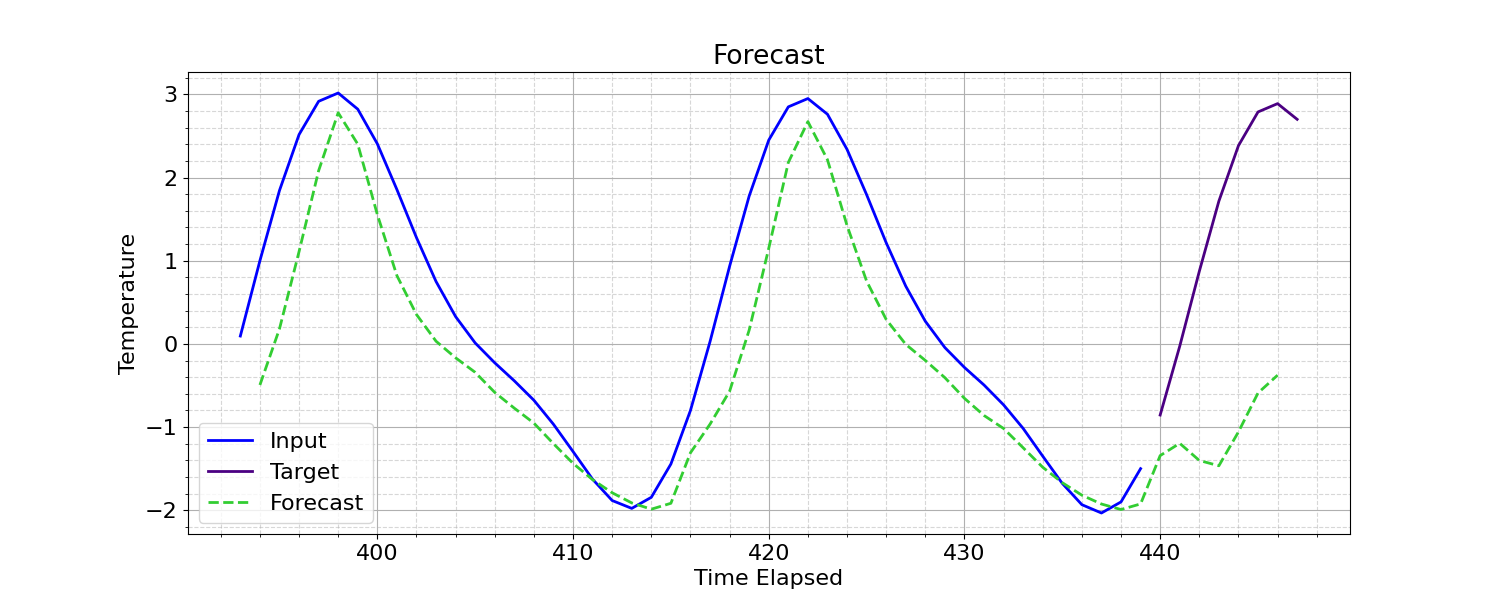 Forecast
Temperature
3
2
1
0
−1
−2
Input
Target
Forecast
400 410 420 430 440
Time Elapsed